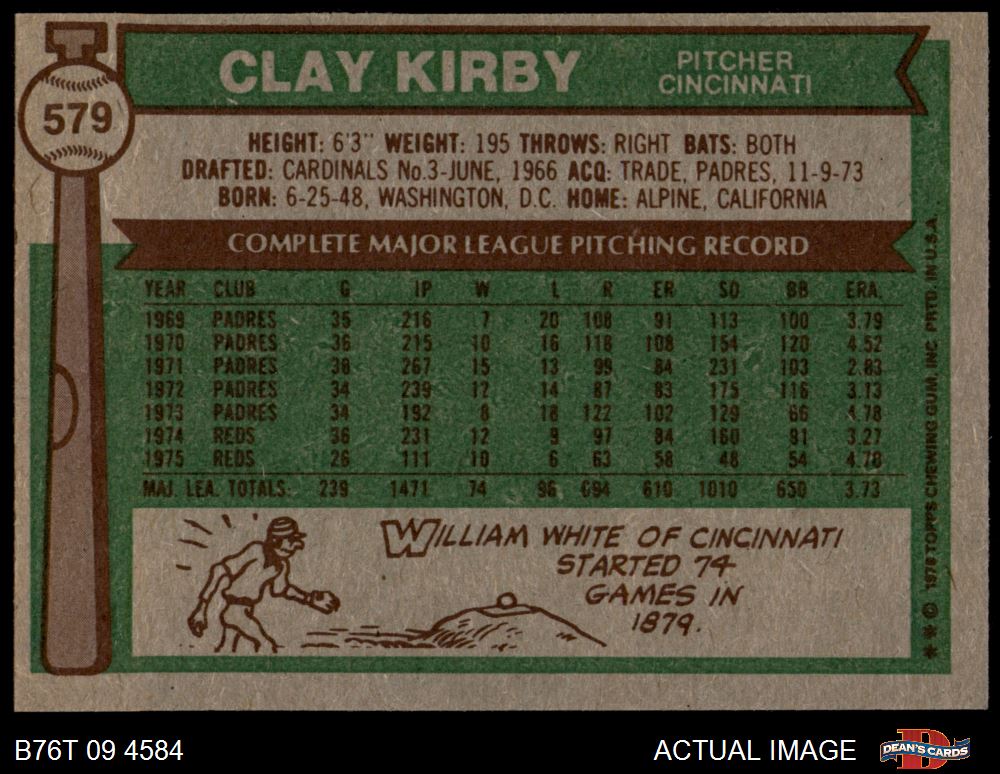 579
CLAY KIRBY
PITCHER
CINCINNATI
HEIGHT: 6'3" WEIGHT: 195 THROWS: RIGHT BATS: BOTH
DRAFTED: CARDINALS No.3-JUNE, 1966 ACQ: TRADE, PADRES, 11-9-73
BORN: 6-25-48, WASHINGTON, D.C. HOME: ALPINE, CALIFORNIA
COMPLETE MAJOR LEAGUE PITCHING RECORD
YEAR CLUB G IP W L R ER SO BB ERA.
1969 PADRES 35 216 7 20 108 91 113 100 3.79
1970 PADRES 36 215 10 16 118 108 154 120 4.52
1971 PADRES 38 267 15 13 99 84 231 103 2.83
1972 PADRES 34 239 12 14 87 83 175 116 3.13
1973 PADRES 34 192 8 18 122 102 129 66 4.78
1974 REDS 36 231 12 9 97 84 160 91 3.27
1975 REDS 26 111 10 6 63 58 48 54 4.70
MAJ. LEA. TOTALS: 239 1471 74 96 694 610 1010 650 3.73
WILLIAM WHITE OF CINCINNATI
STARTED 74
GAMES IN
1879.
* * © 1976 TOPPS CHEWING GUM, INC. PRTD. IN U.S.A.
B76T 09 4584
ACTUAL IMAGE
DEAN'S CARDS